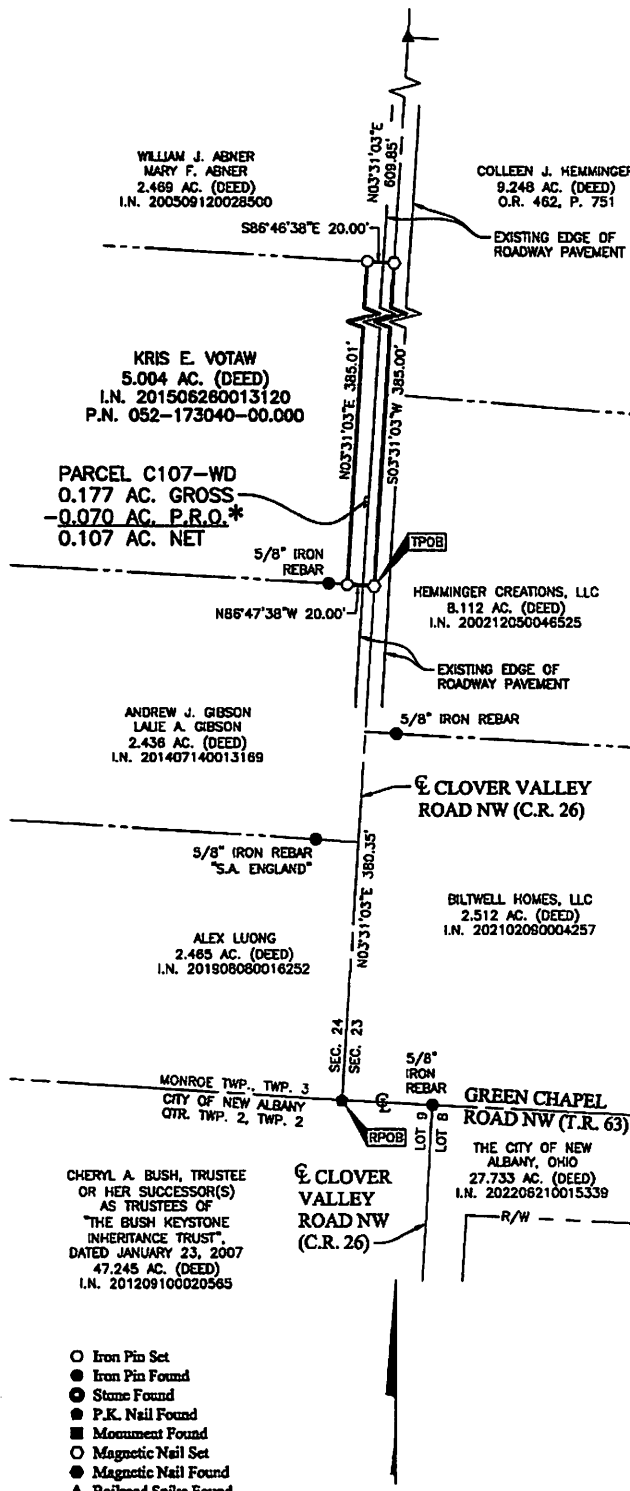 WILLIAM J. ABNER
MARY F. ABNER
2.469 AC. (DEED)
I.N. 200509120028500
N03°31'03"E
609.85'
COLLEEN J. HEMMINGER
9.248 AC. (DEED)
O.R. 462, P. 751
S86°46'38"E 20.00'
EXISTING EDGE OF
ROADWAY PAVEMENT
KRIS E. VOTAW
5.004 AC. (DEED)
I.N. 201506260013120
P.N. 052-173040-00.000
N03°31'03"E 385.01'
S03°31'03"W 385.00'
PARCEL C107-WD
0.177 AC. GROSS
-0.070 AC. P.R.O.*
0.107 AC. NET
5/8" IRON
REBAR
TPOB
N86°47'38"W 20.00'
HEMMINGER CREATIONS, LLC
8.112 AC. (DEED)
I.N. 200212050046525
EXISTING EDGE OF
ROADWAY PAVEMENT
ANDREW J. GIBSON
LALIE A. GIBSON
2.436 AC. (DEED)
I.N. 201407140013169
5/8" IRON REBAR
℄ CLOVER VALLEY
ROAD NW (C.R. 26)
5/8" IRON REBAR
"S.A. ENGLAND"
N03°31'03"E 380.35'
BILTWELL HOMES, LLC
2.512 AC. (DEED)
I.N. 202102090004257
ALEX LUONG
2.465 AC. (DEED)
I.N. 201908080016252
SEC. 24
SEC. 23
5/8"
IRON
REBAR
MONROE TWP., TWP. 3
CITY OF NEW ALBANY
QTR. TWP. 2, TWP. 2
℄
GREEN CHAPEL
ROAD NW (T.R. 63)
RPOB
LOT 9
LOT 8
THE CITY OF NEW
ALBANY, OHIO
27.733 AC. (DEED)
I.N. 202206210015339
R/W
CHERYL A. BUSH, TRUSTEE
OR HER SUCCESSOR(S)
AS TRUSTEES OF
"THE BUSH KEYSTONE
INHERITANCE TRUST",
DATED JANUARY 23, 2007
47.245 AC. (DEED)
I.N. 201209100020565
℄ CLOVER
VALLEY
ROAD NW
(C.R. 26)
Iron Pin Set
Iron Pin Found
Stone Found
P.K. Nail Found
Monument Found
Magnetic Nail Set
Magnetic Nail Found
Railroad Spike Found